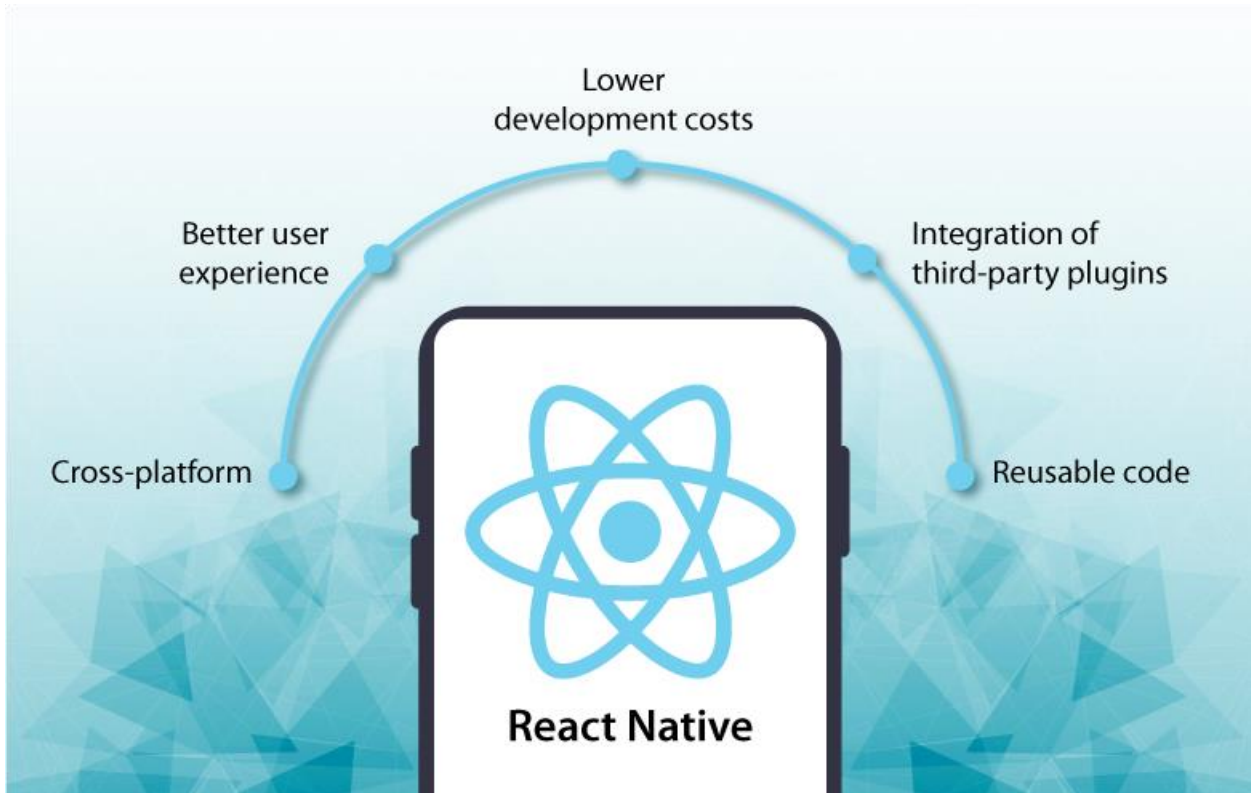 Lower
development costs
Better user
experience
Integration of
third-party plugins
Cross-platform
Reusable code
React Native